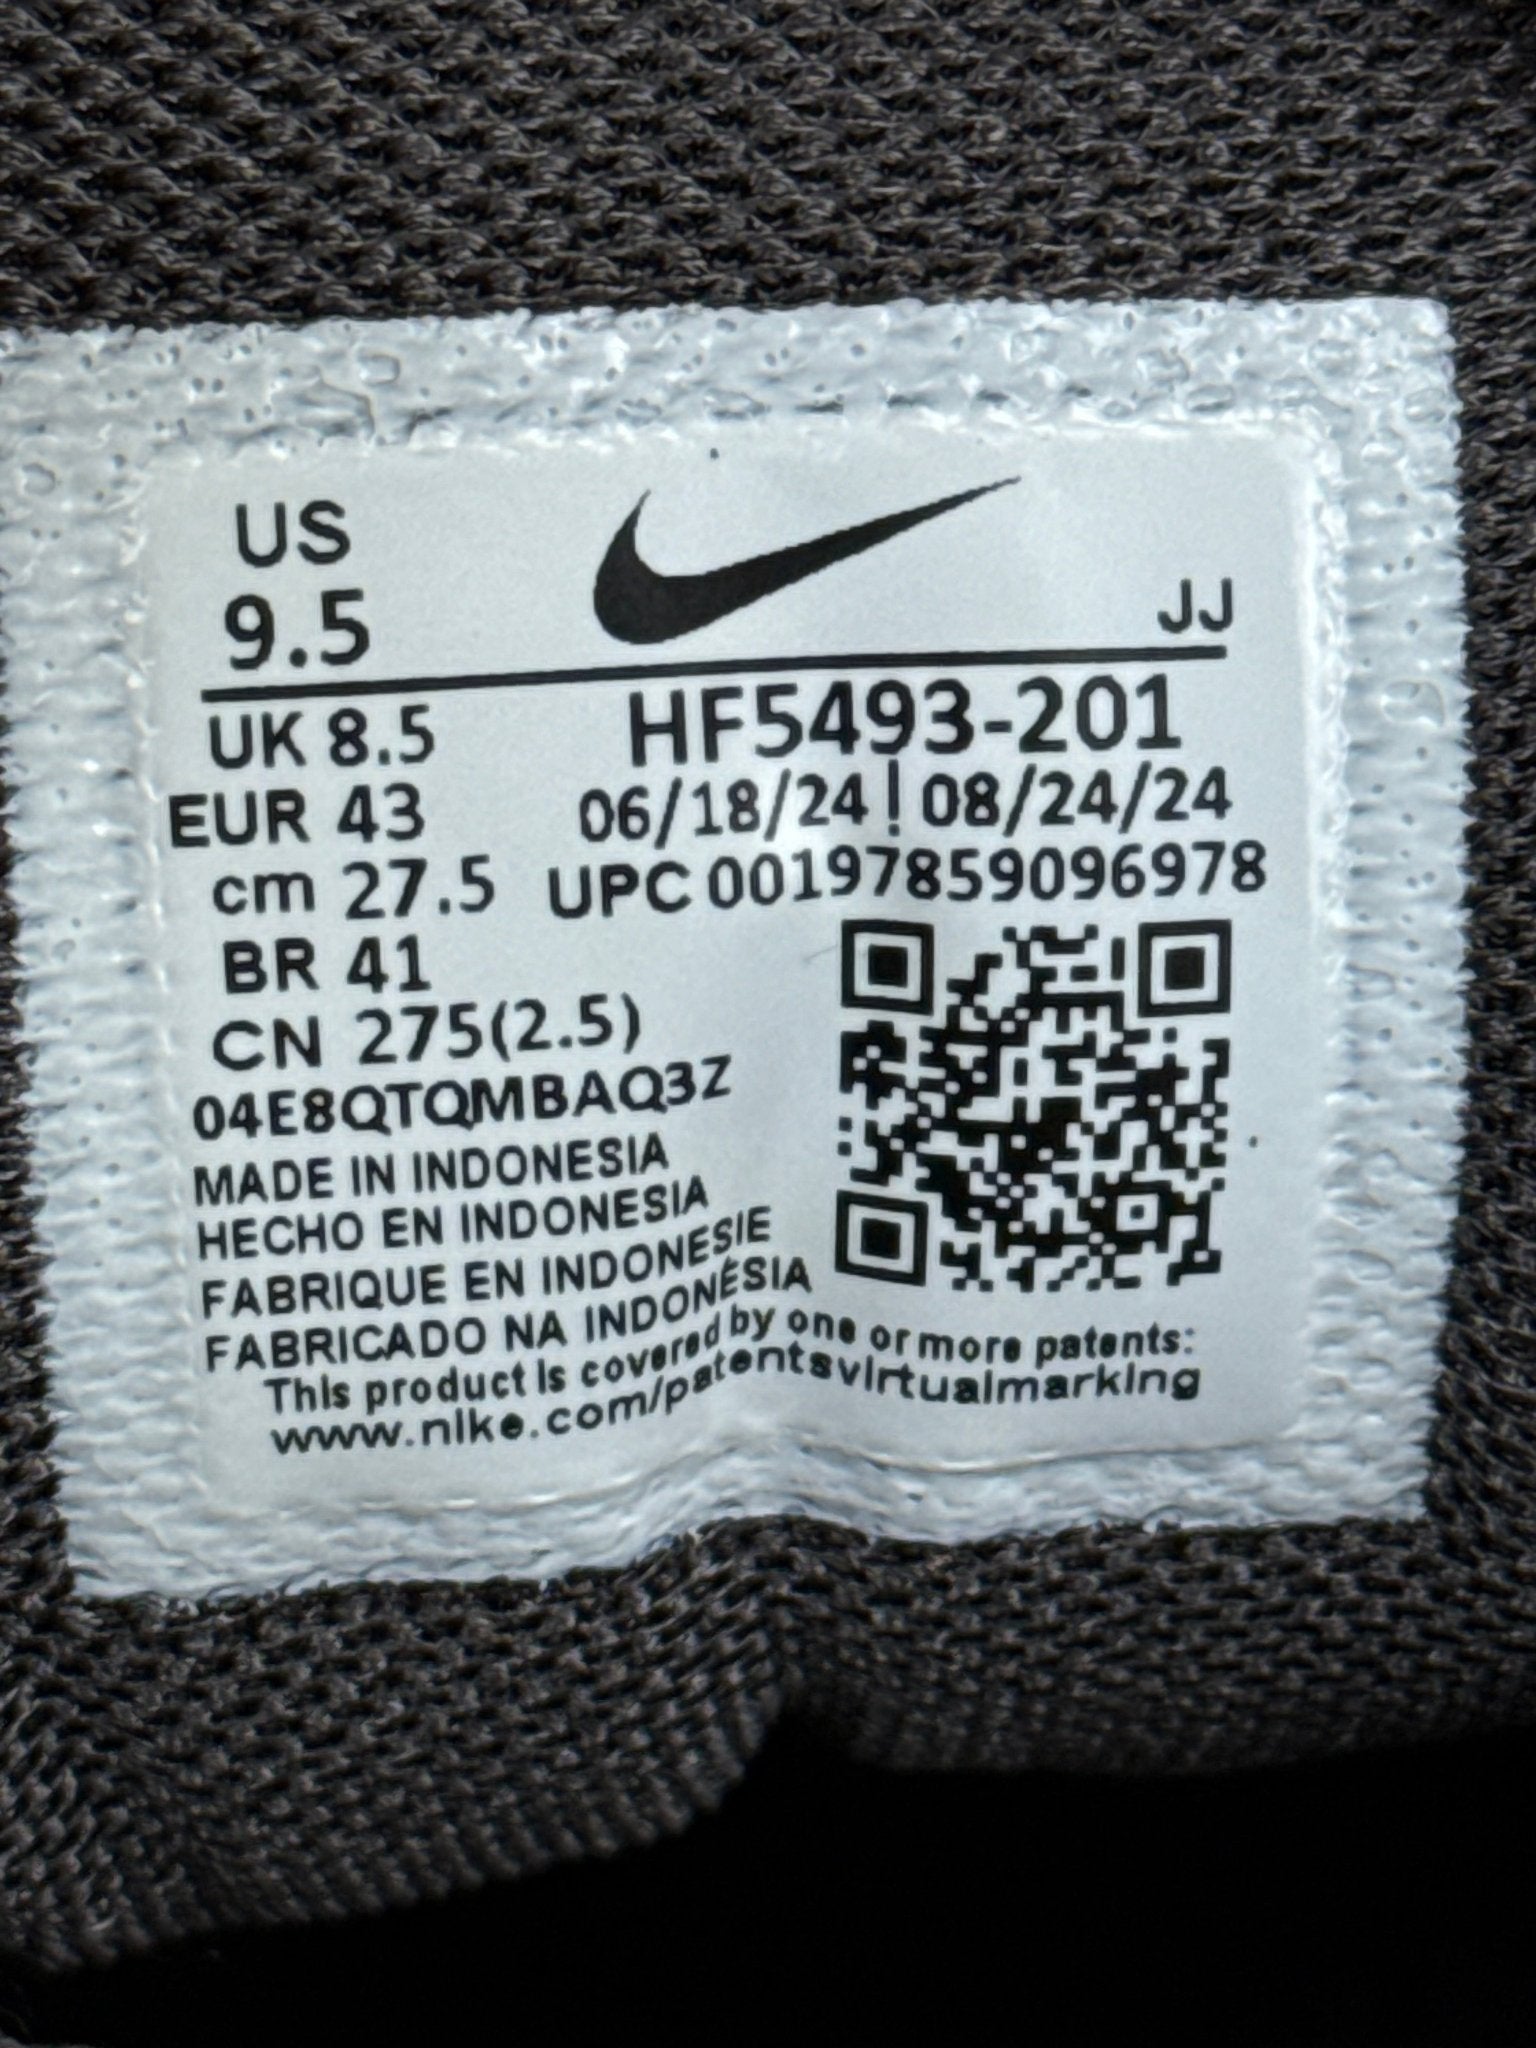 US
9.5
JJ
UK 8.5
HF5493-201
EUR 43
06/18/24 | 08/24/24
cm 27.5
UPC 00197859096978
BR 41
CN 275(2.5)
04E8QTQMBAQ3Z
MADE IN INDONESIA
HECHO EN INDONESIA
FABRIQUE EN INDONESIE
FABRICADO NA INDONÉSIA
This product is covered by one or more patents:
www.nike.com/patentsvirtualmarking